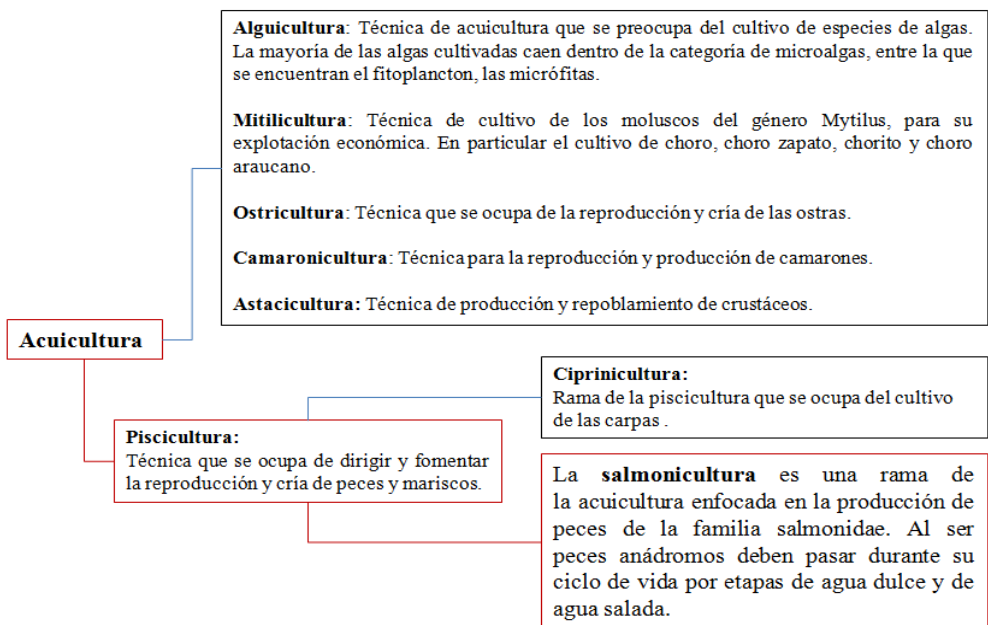 Alguicultura: Técnica de acuicultura que se preocupa del cultivo de especies de algas.
La mayoría de las algas cultivadas caen dentro de la categoría de microalgas, entre la que
se encuentran el fitoplancton, las micrófitas.
Mitilicultura: Técnica de cultivo de los moluscos del género Mytilus, para su
explotación económica. En particular el cultivo de choro, choro zapato, chorito y choro
araucano.
Ostricultura: Técnica que se ocupa de la reproducción y cría de las ostras.
Camaronicultura: Técnica para la reproducción y producción de camarones.
Astacicultura: Técnica de producción y repoblamiento de crustáceos.
Acuicultura
Ciprinicultura:
Rama de la piscicultura que se ocupa del cultivo
de las carpas .
Piscicultura:
Técnica que se ocupa de dirigir y fomentar
la reproducción y cría de peces y mariscos.
La salmonicultura es una rama de
la acuicultura enfocada en la producción de
peces de la familia salmonidae. Al ser
peces anádromos deben pasar durante su
ciclo de vida por etapas de agua dulce y de
agua salada.